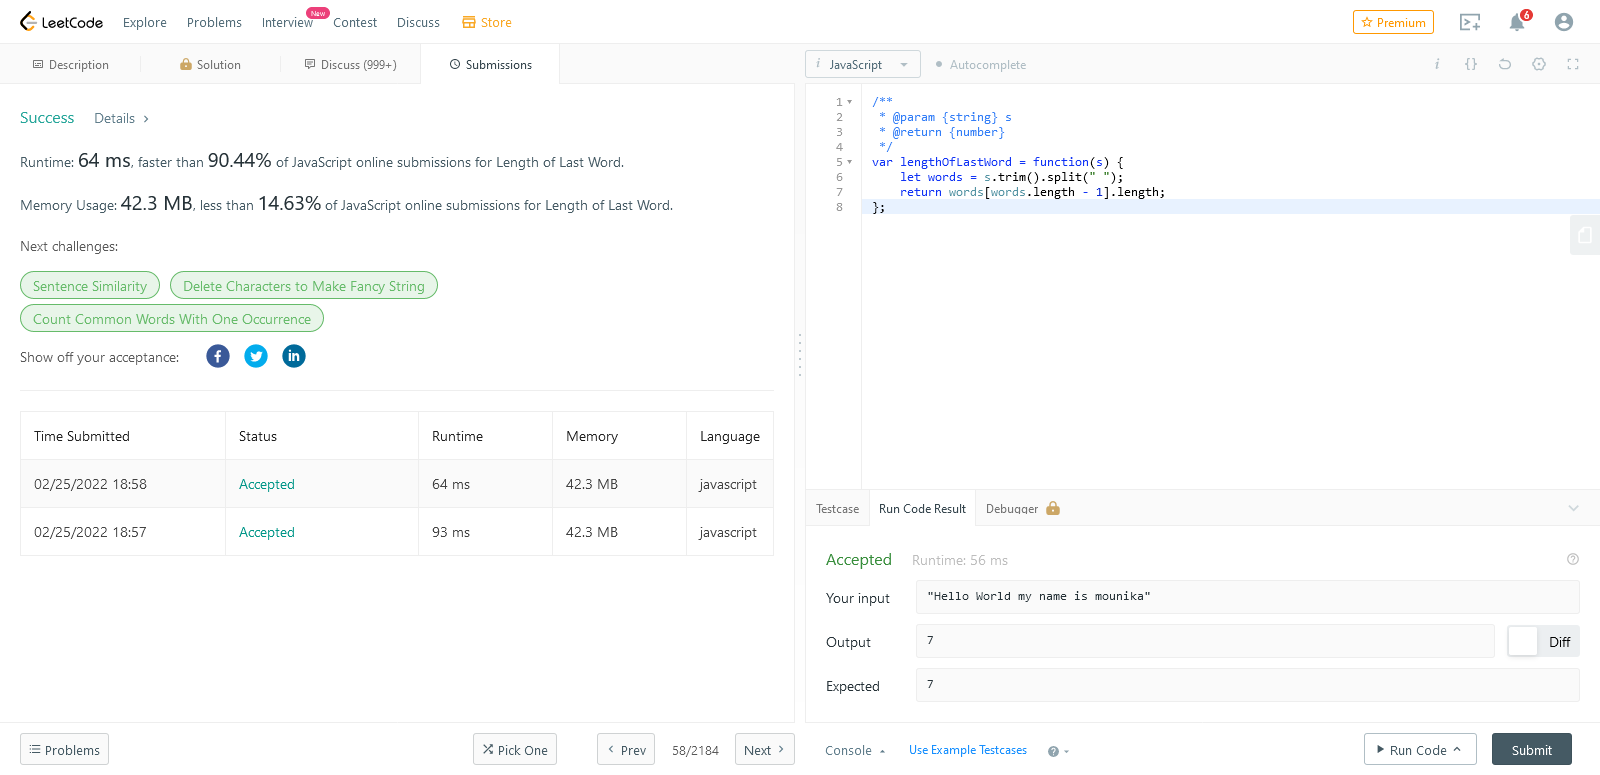 LeetCode Explore Problems Interview New Contest Discuss Store Premium 6
Description Solution Discuss (999+) Submissions
i JavaScript Autocomplete i {}
Success Details >
Runtime: 64 ms, faster than 90.44% of JavaScript online submissions for Length of Last Word.
Memory Usage: 42.3 MB, less than 14.63% of JavaScript online submissions for Length of Last Word.
Next challenges:
Sentence Similarity Delete Characters to Make Fancy String
Count Common Words With One Occurrence
Show off your acceptance: f in
Time Submitted Status Runtime Memory Language
02/25/2022 18:58 Accepted 64 ms 42.3 MB javascript
02/25/2022 18:57 Accepted 93 ms 42.3 MB javascript
1 /**
2  * @param {string} s
3  * @return {number}
4  */
5 var lengthOfLastWord = function(s) {
6     let words = s.trim().split(" ");
7     return words[words.length - 1].length;
8 };
Testcase Run Code Result Debugger
Accepted Runtime: 56 ms ?
Your input "Hello World my name is mounika"
Output 7 Diff
Expected 7
Problems Pick One < Prev 58/2184 Next >
Console Use Example Testcases ? Run Code Submit